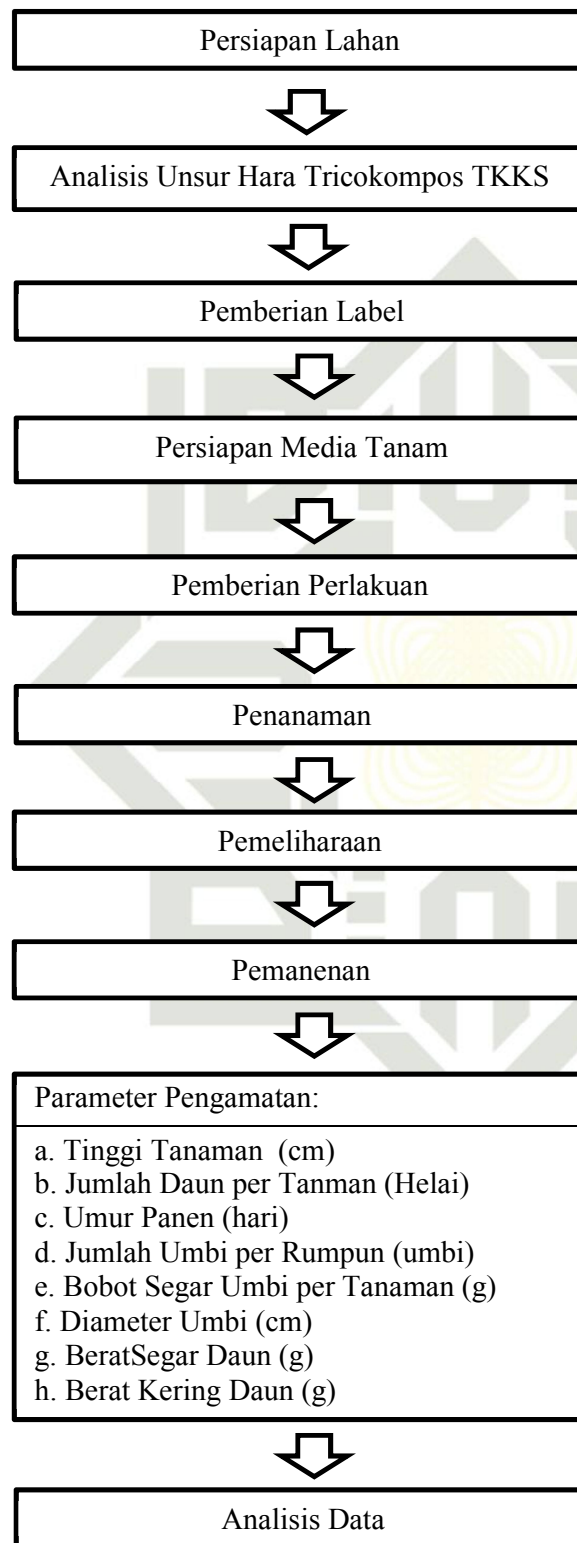 Persiapan Lahan
Analisis Unsur Hara Tricokompos TKKS
Pemberian Label
Persiapan Media Tanam
Pemberian Perlakuan
Penanaman
Pemeliharaan
Pemanenan
Parameter Pengamatan:
a. Tinggi Tanaman (cm)
b. Jumlah Daun per Tanman (Helai)
c. Umur Panen (hari)
d. Jumlah Umbi per Rumpun (umbi)
e. Bobot Segar Umbi per Tanaman (g)
f. Diameter Umbi (cm)
g. BeratSegar Daun (g)
h. Berat Kering Daun (g)
Analisis Data